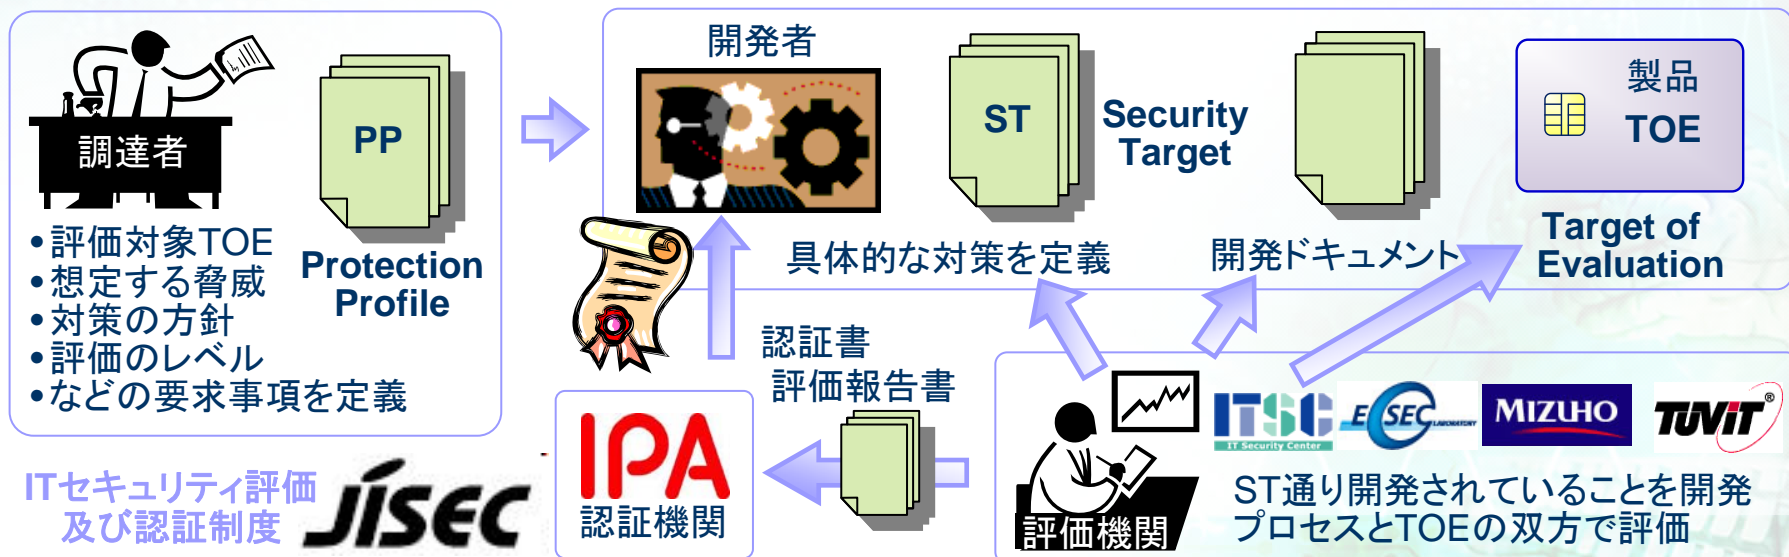 調達者
PP
Protection
Profile
•評価対象TOE
•想定する脅威
•対策の方針
•評価のレベル
•などの要求事項を定義
開発者
ST
Security
Target
具体的な対策を定義
開発ドキュメント
製品
TOE
Target of
Evaluation
認証書
評価報告書
ITセキュリティ評価
及び認証制度
JISEC
IPA
認証機関
評価機関
ITSC
IT Security Center
ECSEC LABORATORY
MIZUHO
TÜViT®
ST通り開発されていることを開発
プロセスとTOEの双方で評価